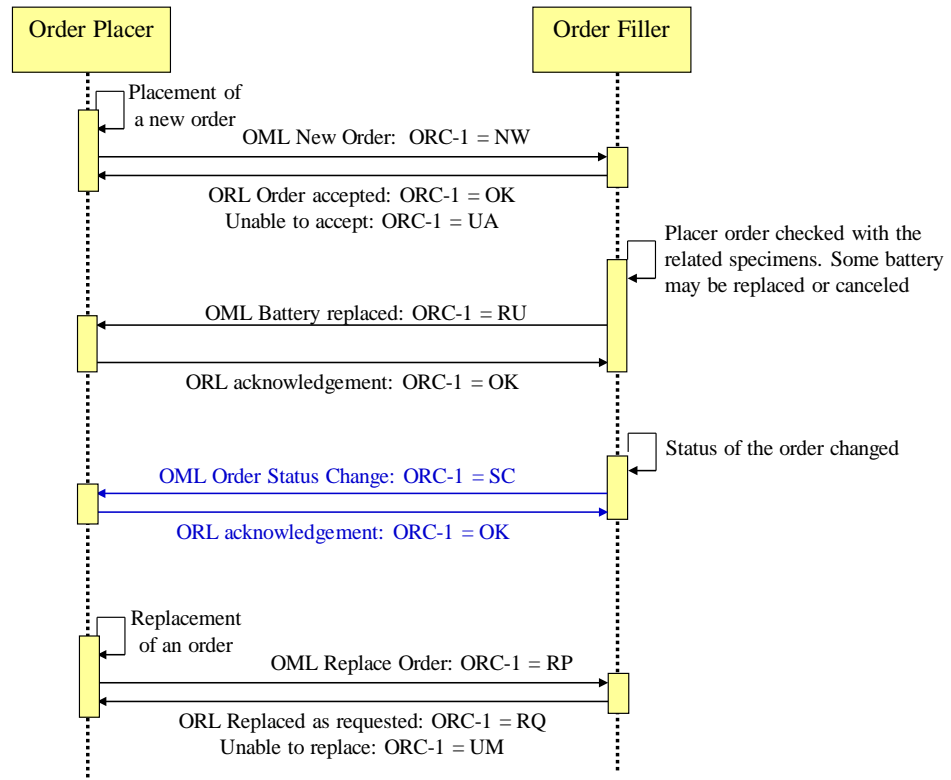 Order Placer
Order Filler
Placement of
a new order
OML New Order:  ORC-1 = NW
ORL Order accepted: ORC-1 = OK
Unable to accept: ORC-1 = UA
Placer order checked with the
related specimens. Some battery
may be replaced or canceled
OML Battery replaced: ORC-1 = RU
ORL acknowledgement: ORC-1 = OK
Status of the order changed
OML Order Status Change: ORC-1 = SC
ORL acknowledgement: ORC-1 = OK
Replacement
of an order
OML Replace Order: ORC-1 = RP
ORL Replaced as requested: ORC-1 = RQ
Unable to replace: ORC-1 = UM